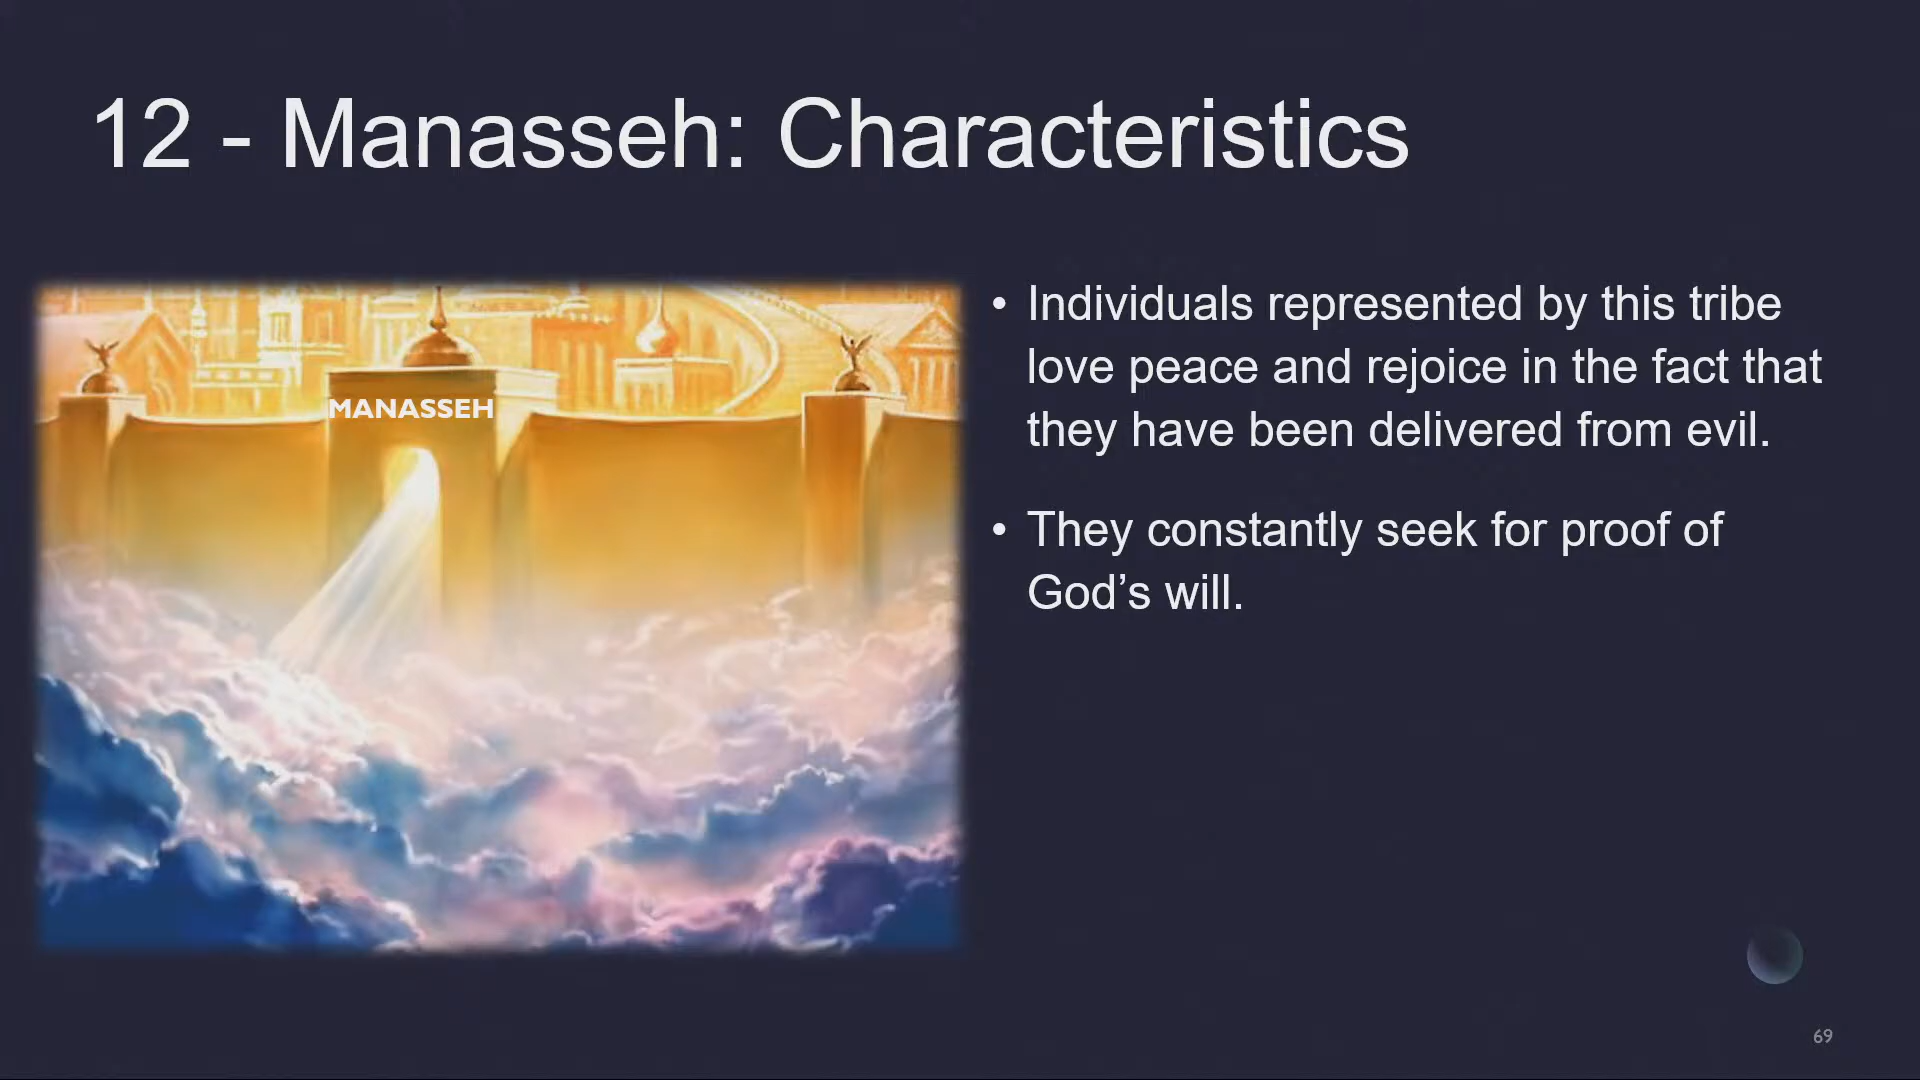 12 - Manasseh: Characteristics
MANASSEH
• Individuals represented by this tribe
love peace and rejoice in the fact that
they have been delivered from evil.
• They constantly seek for proof of
God’s will.
69